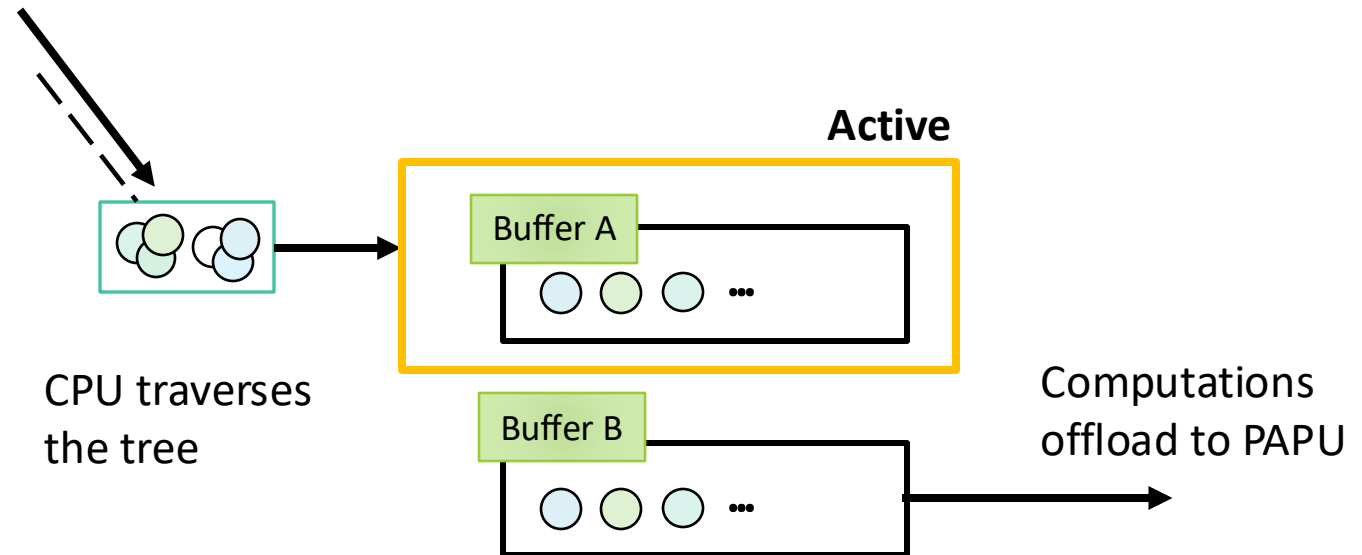 Active
Buffer A
•••
CPU traverses
the tree
Buffer B
•••
Computations
offload to PAPU